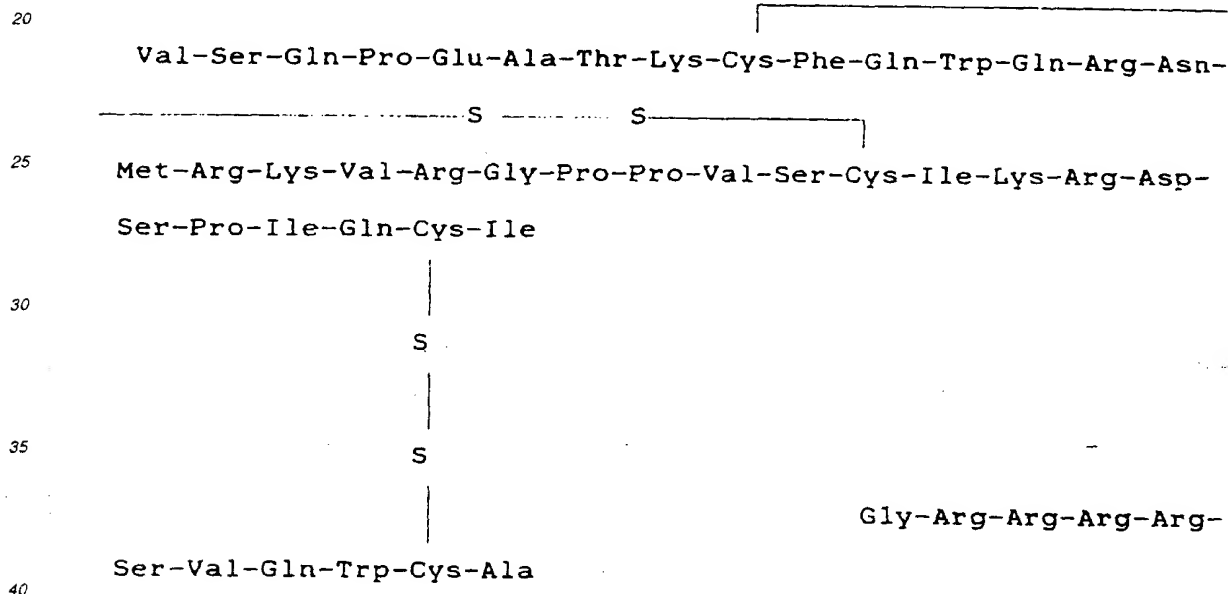 20
Val-Ser-Gln-Pro-Glu-Ala-Thr-Lys-Cys-Phe-Gln-Trp-Gln-Arg-Asn-
S S
25 Met-Arg-Lys-Val-Arg-Gly-Pro-Pro-Val-Ser-Cys-Ile-Lys-Arg-Asp-
Ser-Pro-Ile-Gln-Cys-Ile
30
S
35 S
Gly-Arg-Arg-Arg-Arg-
Ser-Val-Gln-Trp-Cys-Ala
40